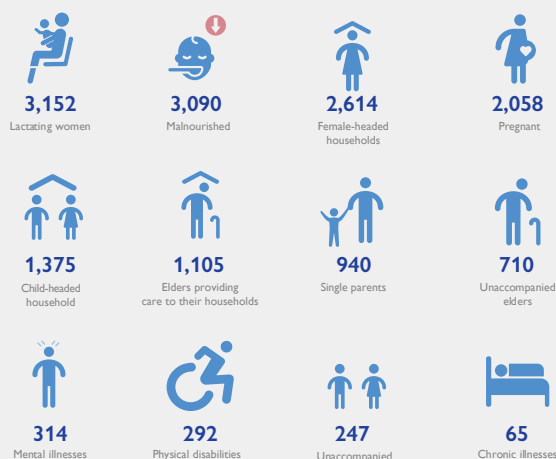 3,152
Lactating women
3,090
Malnourished
2,614
Female-headed
households
2,058
Pregnant
1,375
Child-headed
household
1,105
Elders providing
care to their households
940
Single parents
710
Unaccompanied
elders
314
Mental illnesses
292
Physical disabilities
247
Unaccompanied
65
Chronic illnesses